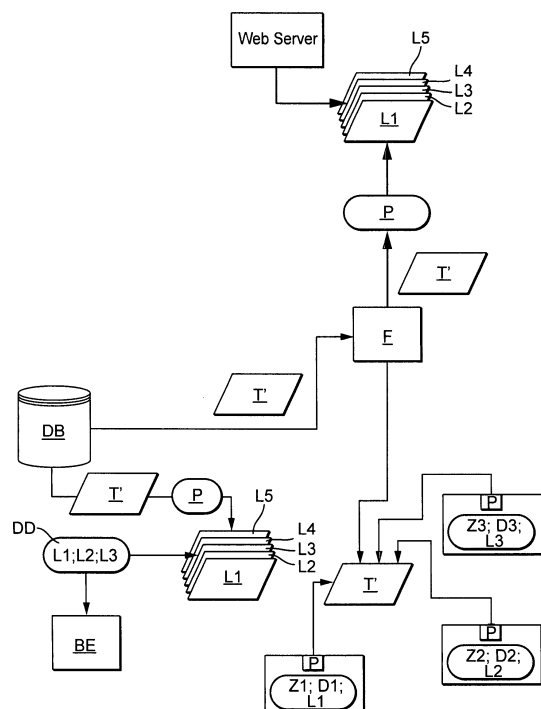 Web Server
L5
L4
L3
L2
L1
P
T'
F
T'
DB
T'
P
L5
L4
L3
L2
L1
DD
L1;L2;L3
BE
T'
P
Z3; D3;
L3
P
Z2; D2;
L2
P
Z1; D1;
L1